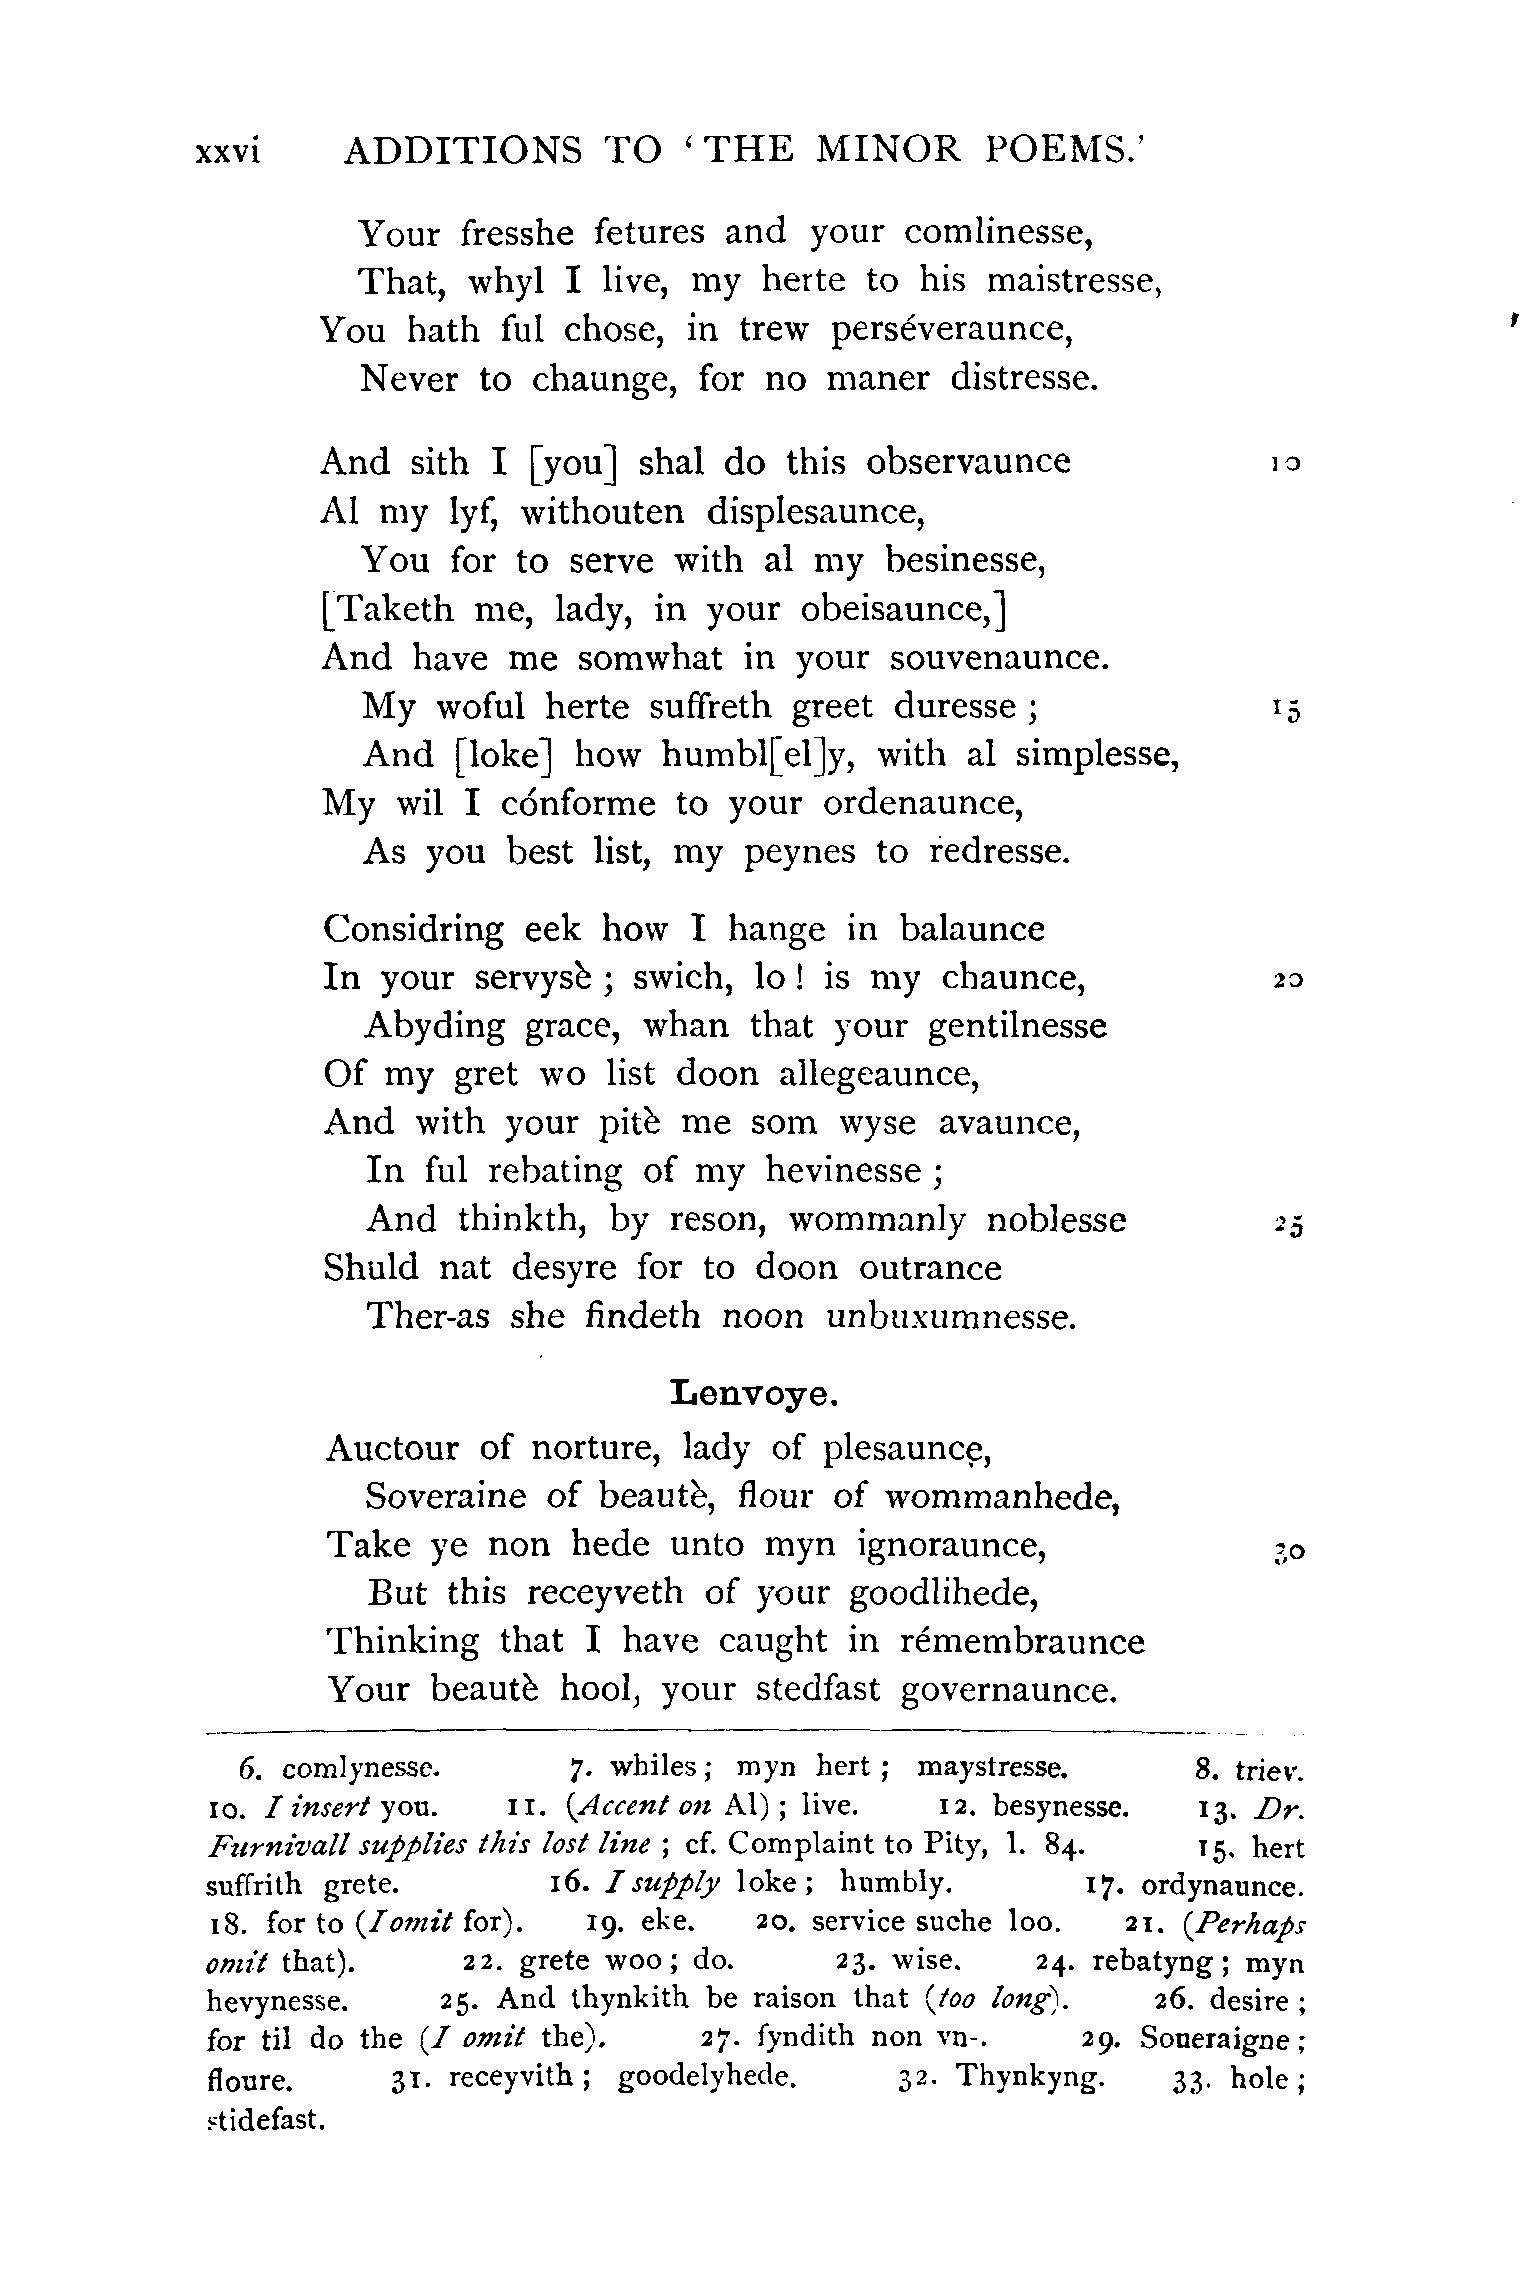 xxvi ADDITIONS TO ‘THE MINOR POEMS.’
Your fresshe fetures and your comlinesse,
That, whyl I live, my herte to his maistresse,
You hath ful chose, in trew perséveraunce,
Never to chaunge, for no maner distresse.
And sith I [you] shal do this observaunce 10
Al my lyf, withouten displesaunce,
You for to serve with al my besinesse,
[Taketh me, lady, in your obeisaunce,]
And have me somwhat in your souvenaunce.
My woful herte suffreth greet duresse ; 15
And [loke] how humbl[el]y, with al simplesse,
My wil I cónforme to your ordenaunce,
As you best list, my peynes to redresse.
Considring eek how I hange in balaunce
In your servysè ; swich, lo ! is my chaunce, 20
Abyding grace, whan that your gentilnesse
Of my gret wo list doon allegeaunce,
And with your pitè me som wyse avaunce,
In ful rebating of my hevinesse ;
And thinkth, by reson, wommanly noblesse 25
Shuld nat desyre for to doon outrance
Ther-as she findeth noon unbuxumnesse.
Lenvoye.
Auctour of norture, lady of plesaunce,
Soveraine of beautè, flour of wommanhede,
Take ye non hede unto myn ignoraunce, 30
But this receyveth of your goodlihede,
Thinking that I have caught in rémembraunce
Your beautè hool, your stedfast governaunce.
6. comlynesse. 7. whiles ; myn hert ; maystresse. 8. triev.
10. I insert you. 11. (Accent on Al) ; live. 12. besynesse. 13. Dr.
Furnivall supplies this lost line ; cf. Complaint to Pity, l. 84. 15. hert
suffrith grete. 16. I supply loke ; humbly. 17. ordynaunce.
18. for to (I omit for). 19. eke. 20. service suche loo. 21. (Perhaps
omit that). 22. grete woo ; do. 23. wise. 24. rebatyng ; myn
hevynesse. 25. And thynkith be raison that (too long). 26. desire ;
for til do the (I omit the). 27. fyndith non vn-. 29. Soueraigne ;
floure. 31. receyvith ; goodelyhede. 32. Thynkyng. 33. hole ;
stidefast.